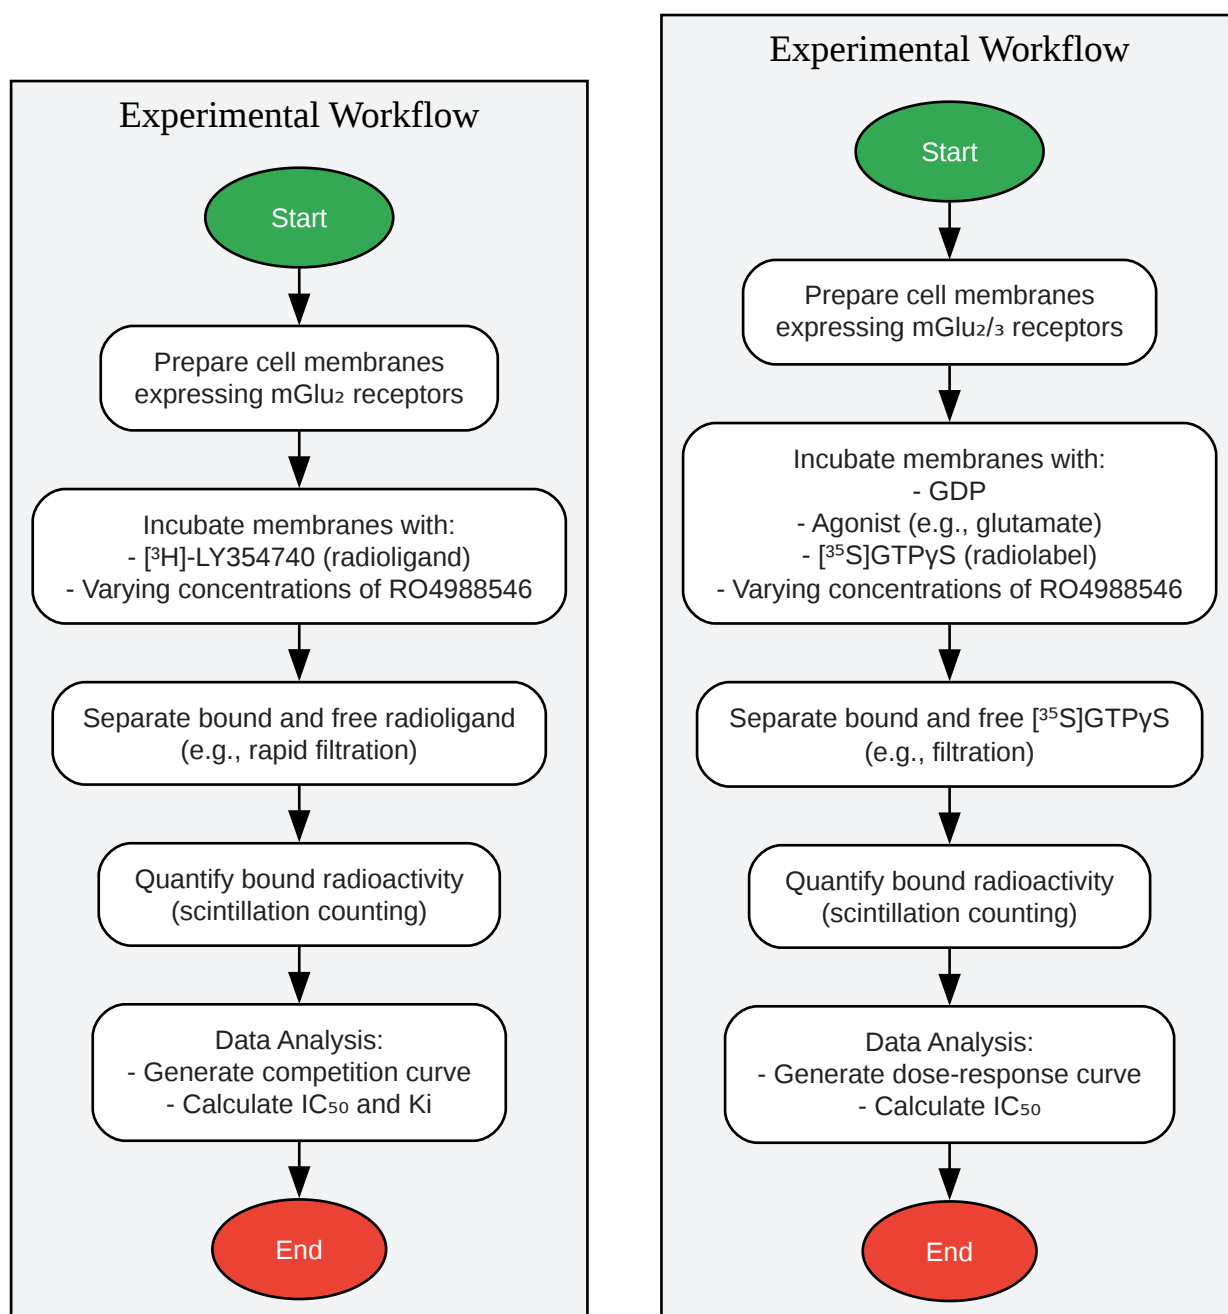 Experimental Workflow
Start
Prepare cell membranes
expressing mGlu₂ receptors
Incubate membranes with:
- [³H]-LY354740 (radioligand)
- Varying concentrations of RO4988546
Separate bound and free radioligand
(e.g., rapid filtration)
Quantify bound radioactivity
(scintillation counting)
Data Analysis:
- Generate competition curve
- Calculate IC₅₀ and Ki
End
Experimental Workflow
Start
Prepare cell membranes
expressing mGlu₂/₃ receptors
Incubate membranes with:
- GDP
- Agonist (e.g., glutamate)
- [³⁵S]GTPγS (radiolabel)
- Varying concentrations of RO4988546
Separate bound and free [³⁵S]GTPγS
(e.g., filtration)
Quantify bound radioactivity
(scintillation counting)
Data Analysis:
- Generate dose-response curve
- Calculate IC₅₀
End